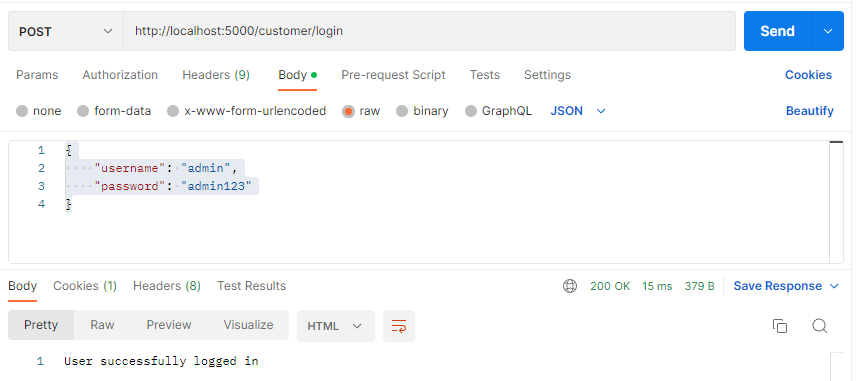 POST http://localhost:5000/customer/login Send
Params Authorization Headers (9) Body Pre-request Script Tests Settings Cookies
none form-data x-www-form-urlencoded raw binary GraphQL JSON Beautify
1 {
2 "username": "admin",
3 "password": "admin123"
4 }
Body Cookies (1) Headers (8) Test Results 200 OK 15 ms 379 B Save Response
Pretty Raw Preview Visualize HTML
1 User successfully logged in